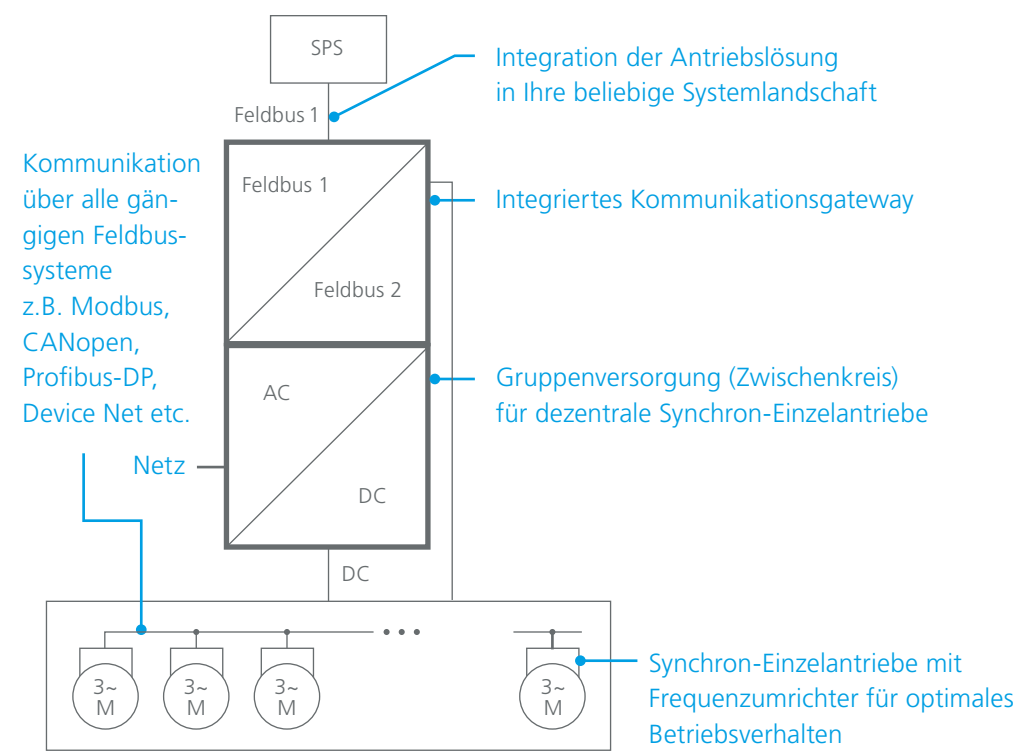 SPS
Integration der Antriebslösung
in Ihre beliebige Systemlandschaft
Feldbus 1
Kommunikation
über alle gän-
gigen Feldbus-
systeme
z.B. Modbus,
CANopen,
Profibus-DP,
Device Net etc.
Feldbus 1
Feldbus 2
Integriertes Kommunikationsgateway
AC
DC
Gruppenversorgung (Zwischenkreis)
für dezentrale Synchron-Einzelantriebe
Netz
DC
3~
M
3~
M
3~
M
3~
M
Synchron-Einzelantriebe mit
Frequenzumrichter für optimales
Betriebsverhalten